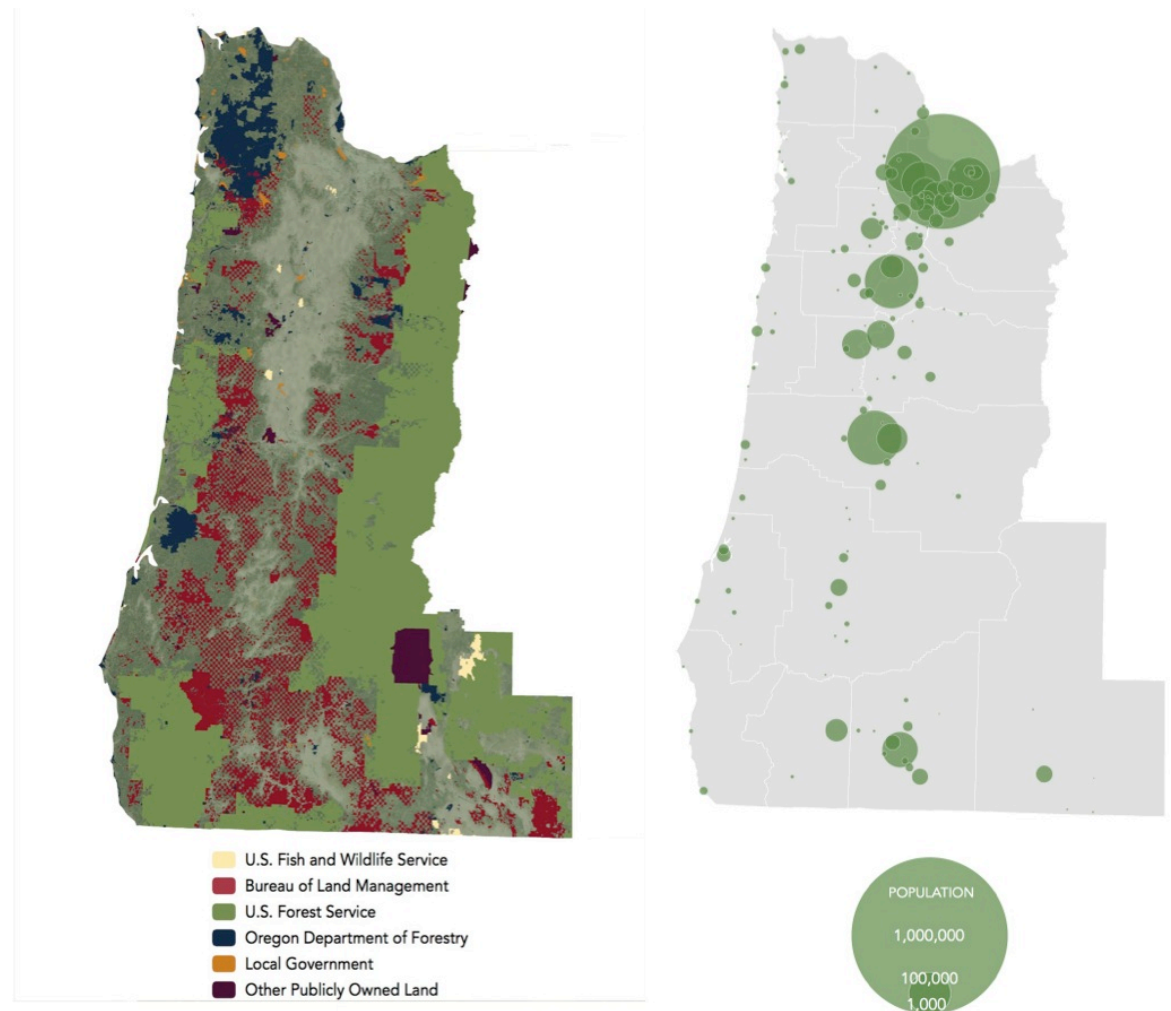 U.S. Fish and Wildlife Service
Bureau of Land Management
U.S. Forest Service
Oregon Department of Forestry
Local Government
Other Publicly Owned Land
POPULATION
1,000,000
100,000
1,000